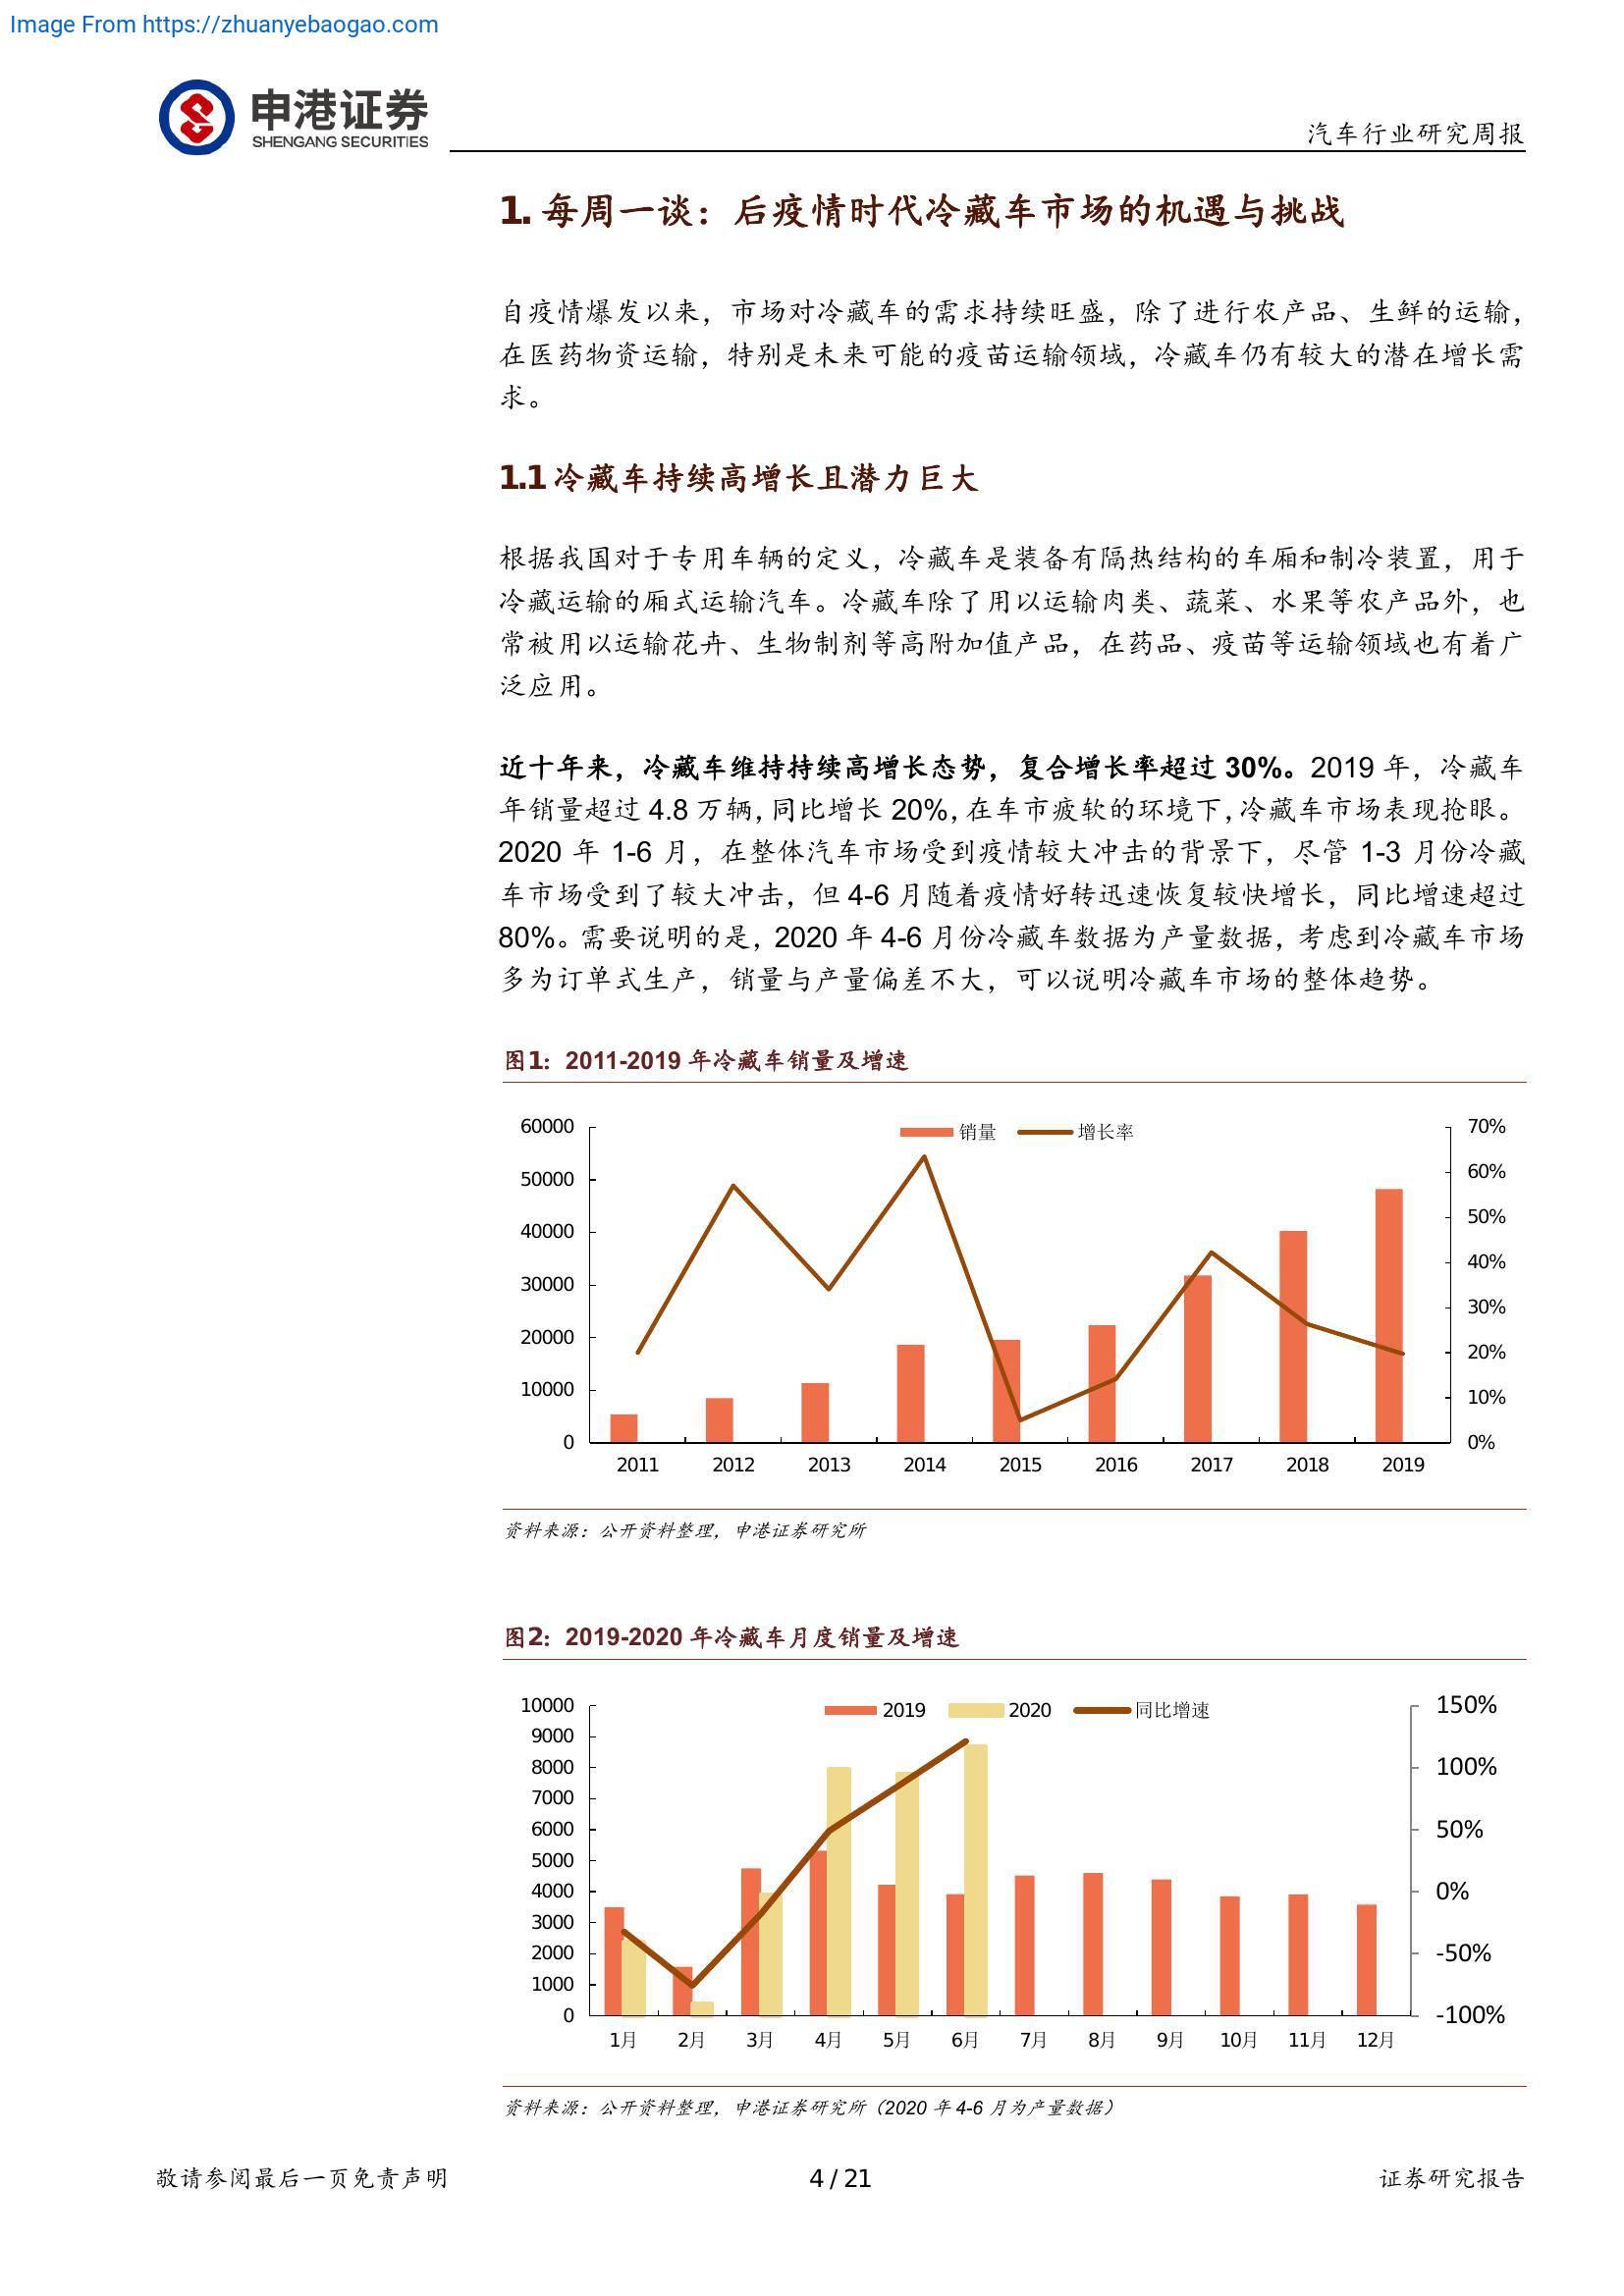 Image From https://zhuanyebaogao.com
申港证券
SHENGANG SECURITIES
汽车行业研究周报
1. 每周一谈：后疫情时代冷藏车市场的机遇与挑战
自疫情爆发以来，市场对冷藏车的需求持续旺盛，除了进行农产品、生鲜的运输，
在医药物资运输，特别是未来可能的疫苗运输领域，冷藏车仍有较大的潜在增长需
求。
1.1 冷藏车持续高增长且潜力巨大
根据我国对于专用车辆的定义，冷藏车是装备有隔热结构的车厢和制冷装置，用于
冷藏运输的厢式运输汽车。冷藏车除了用以运输肉类、蔬菜、水果等农产品外，也
常被用以运输花卉、生物制剂等高附加值产品，在药品、疫苗等运输领域也有着广
泛应用。
近十年来，冷藏车维持持续高增长态势，复合增长率超过 30%。2019 年，冷藏车
年销量超过 4.8 万辆，同比增长 20%，在车市疲软的环境下，冷藏车市场表现抢眼。
2020 年 1-6 月，在整体汽车市场受到疫情较大冲击的背景下，尽管 1-3 月份冷藏
车市场受到了较大冲击，但 4-6 月随着疫情好转迅速恢复较快增长，同比增速超过
80%。需要说明的是，2020 年 4-6 月份冷藏车数据为产量数据，考虑到冷藏车市场
多为订单式生产，销量与产量偏差不大，可以说明冷藏车市场的整体趋势。
图1：2011-2019 年冷藏车销量及增速
销量 增长率
60000 70%
50000 60%
40000 50%
30000 40%
20000 30%
10000 20%
0 10%
0%
2011 2012 2013 2014 2015 2016 2017 2018 2019
资料来源：公开资料整理，申港证券研究所
图2：2019-2020 年冷藏车月度销量及增速
2019 2020 同比增速
10000 150%
9000
8000 100%
7000
6000 50%
5000
4000 0%
3000
2000 -50%
1000
0 -100%
1月 2月 3月 4月 5月 6月 7月 8月 9月 10月 11月 12月
资料来源：公开资料整理，申港证券研究所（2020 年 4-6 月为产量数据）
敬请参阅最后一页免责声明 4 / 21 证券研究报告